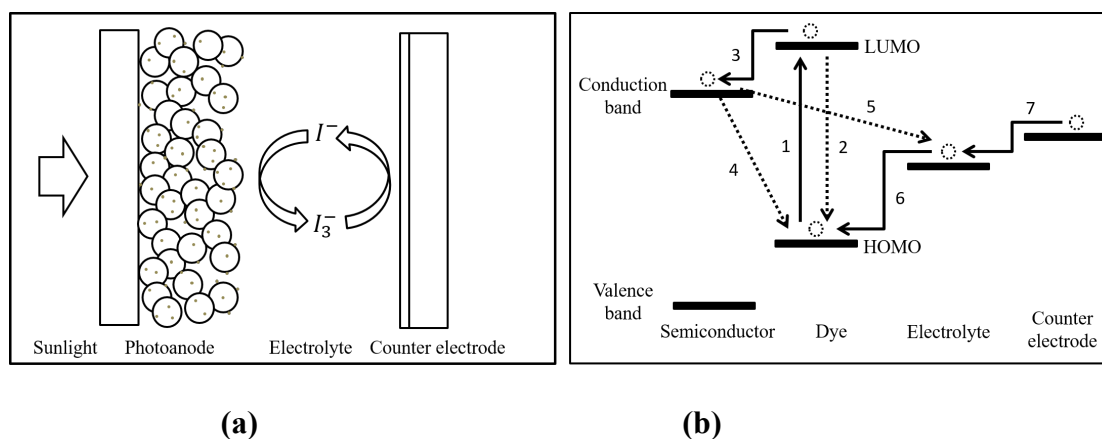 I⁻
I₃⁻
Sunlight Photoanode Electrolyte Counter electrode
(a)
LUMO
3
Conduction
band
5
7
1
2
4
6
HOMO
Valence
band
Semiconductor Dye Electrolyte Counter
electrode
(b)